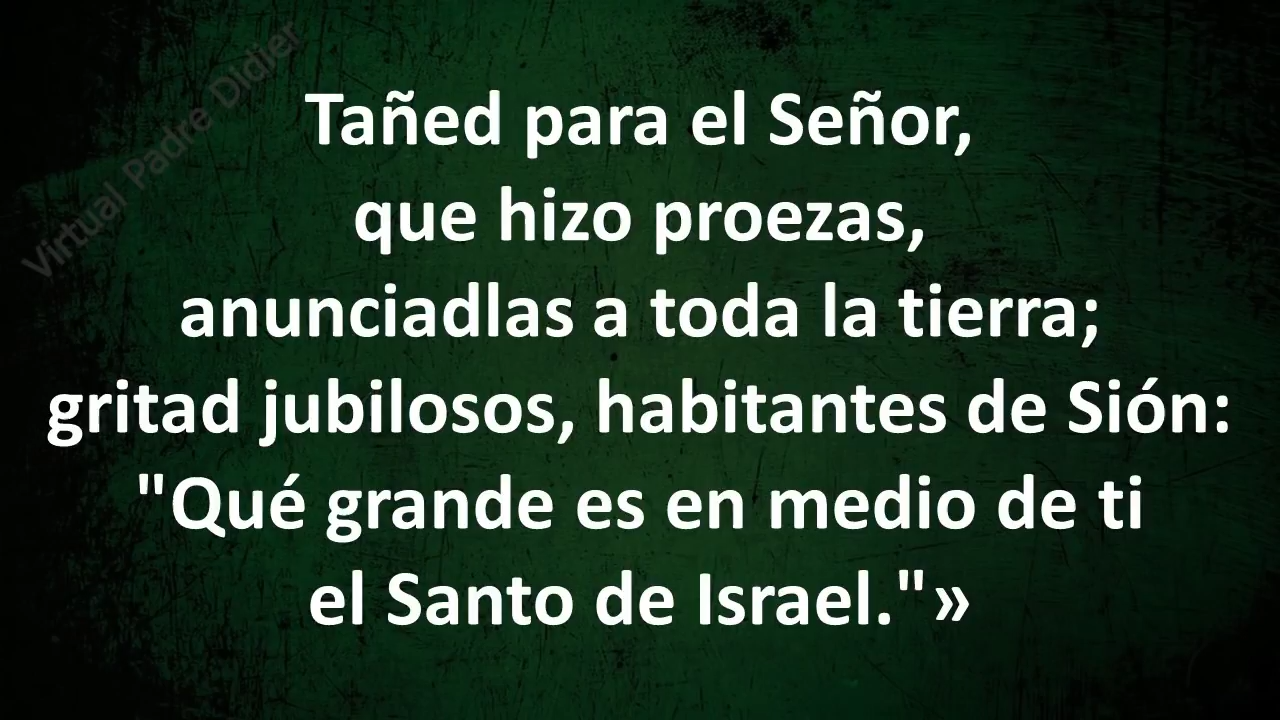 Virtual Padre Didier
Tañed para el Señor,
que hizo proezas,
anunciadlas a toda la tierra;
gritad jubilosos, habitantes de Sión:
"Qué grande es en medio de ti
el Santo de Israel."»